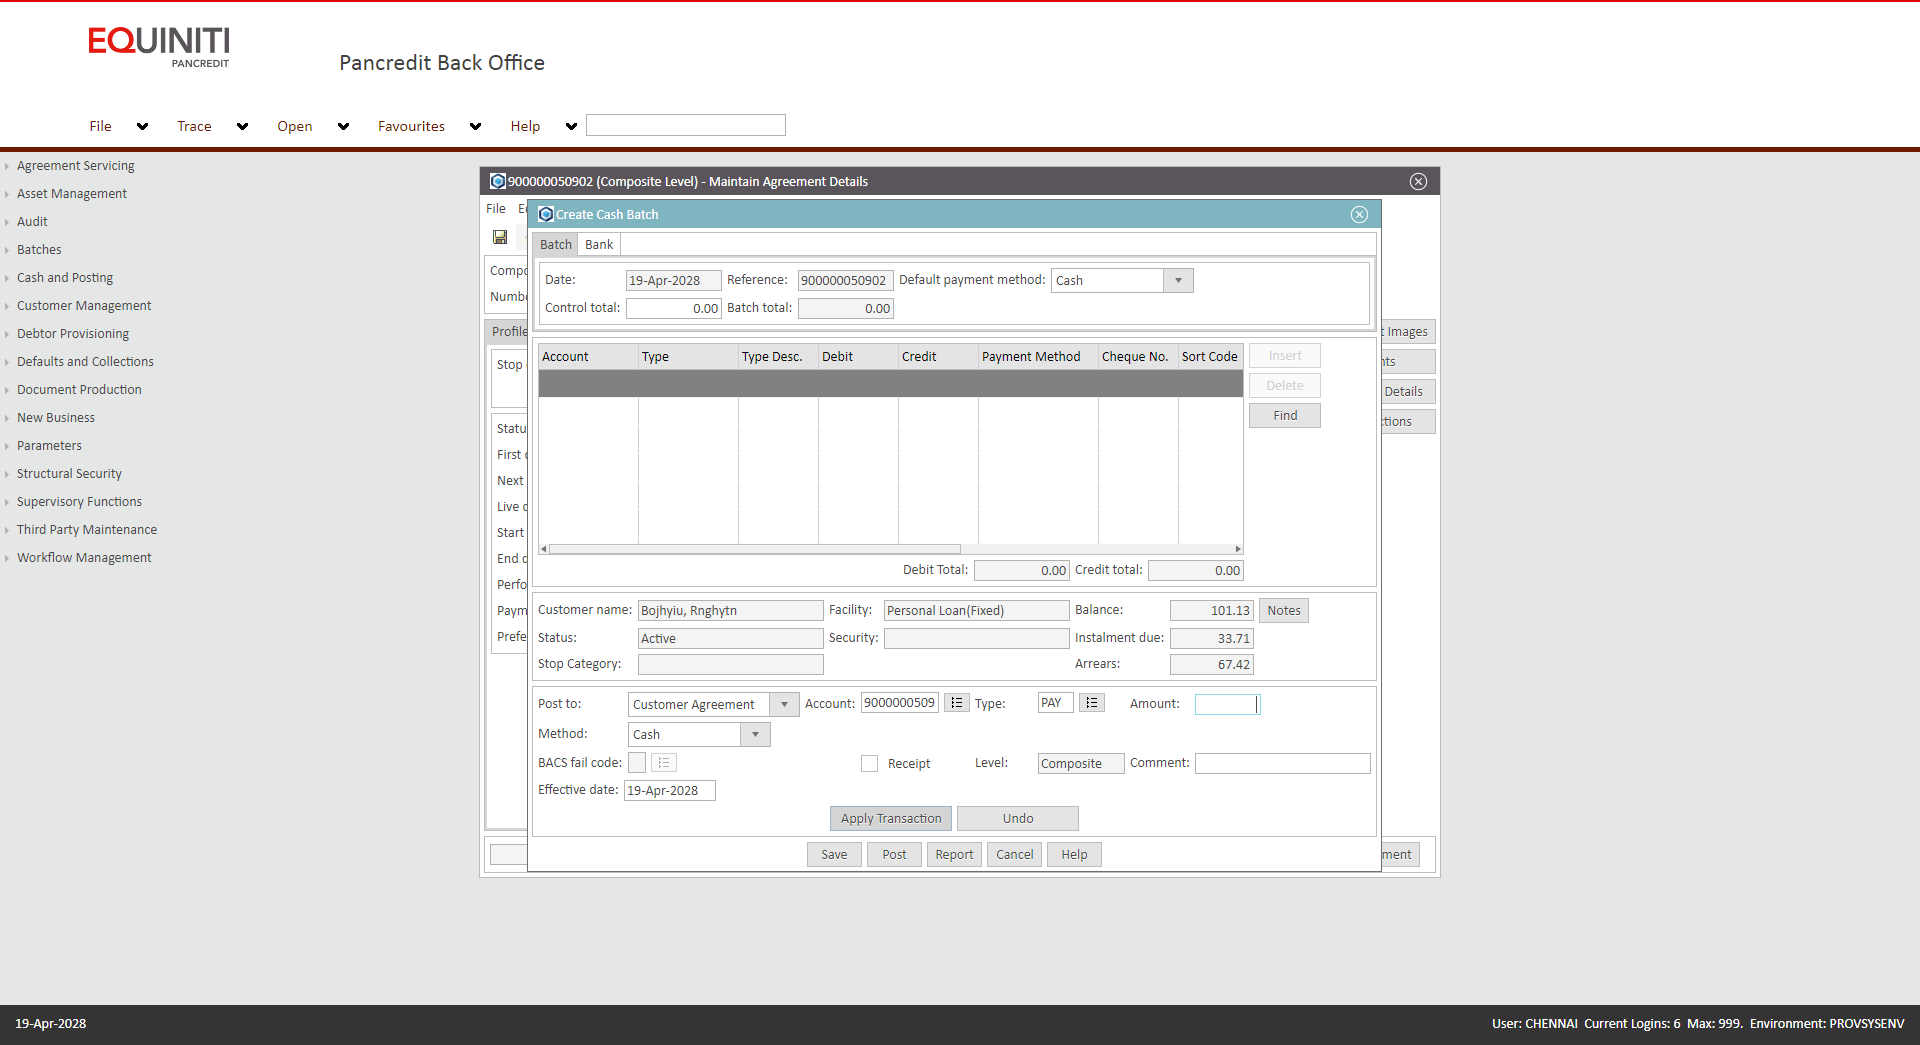 EQUINITI
PANCREDIT
Pancredit Back Office
File Trace Open Favourites Help
Agreement Servicing
Asset Management
Audit
Batches
Cash and Posting
Customer Management
Debtor Provisioning
Defaults and Collections
Document Production
New Business
Parameters
Structural Security
Supervisory Functions
Third Party Maintenance
Workflow Management
900000050902 (Composite Level) - Maintain Agreement Details
File
Create Cash Batch
Batch Bank
Date: 19-Apr-2028 Reference: 900000050902 Default payment method: Cash
Control total: 0.00 Batch total: 0.00
Account Type Type Desc. Debit Credit Payment Method Cheque No. Sort Code
Insert
Delete
Find
Debit Total: 0.00 Credit total: 0.00
Customer name: Bojhyiu, Rnghytn Facility: Personal Loan(Fixed) Balance: 101.13 Notes
Status: Active Security: Instalment due: 33.71
Stop Category: Arrears: 67.42
Post to: Customer Agreement Account: 9000000509 Type: PAY Amount:
Method: Cash
BACS fail code: Receipt Level: Composite Comment:
Effective date: 19-Apr-2028
Apply Transaction Undo
Save Post Report Cancel Help
Compo
Numbe
Profile
Stop
Statu
First
Next
Live
Start
End
Perfo
Paym
Prefe
t Images
nts
Details
ctions
ment
19-Apr-2028
User: CHENNAI Current Logins: 6 Max: 999. Environment: PROVSYSENV